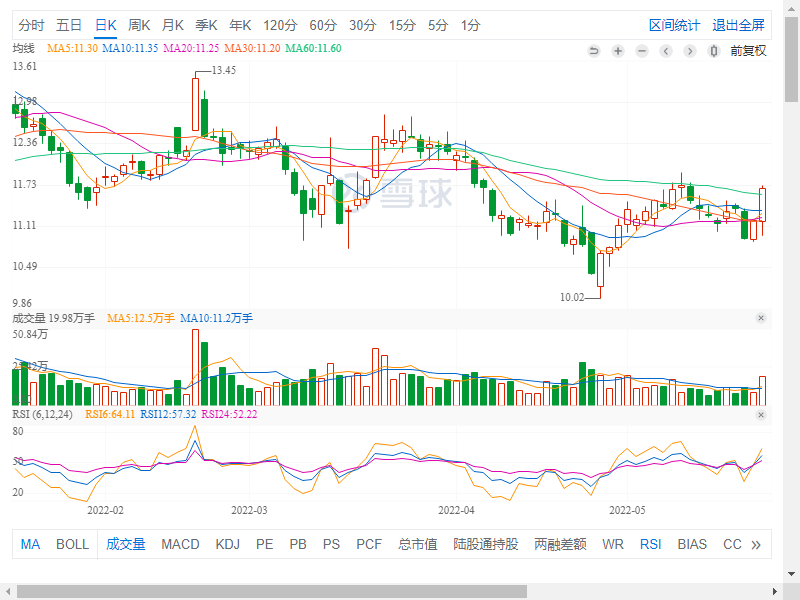 分时 五日 日K 周K 月K 季K 年K 120分 60分 30分 15分 5分 1分 区间统计 退出全屏
均线 MA5:11.30 MA10:11.35 MA20:11.25 MA30:11.20 MA60:11.60 前复权
13.61
13.45
12.98
12.36
11.73
雪球
11.11
10.49
10.02
9.86
成交量 19.98万手 MA5:12.5万手 MA10:11.2万手
50.84万
RSI (6,12,24) RSI6:64.11 RSI12:57.32 RSI24:52.22
80
50
20
2022-02 2022-03 2022-04 2022-05
MA BOLL 成交量 MACD KDJ PE PB PS PCF 总市值 陆股通持股 两融差额 WR RSI BIAS CC »